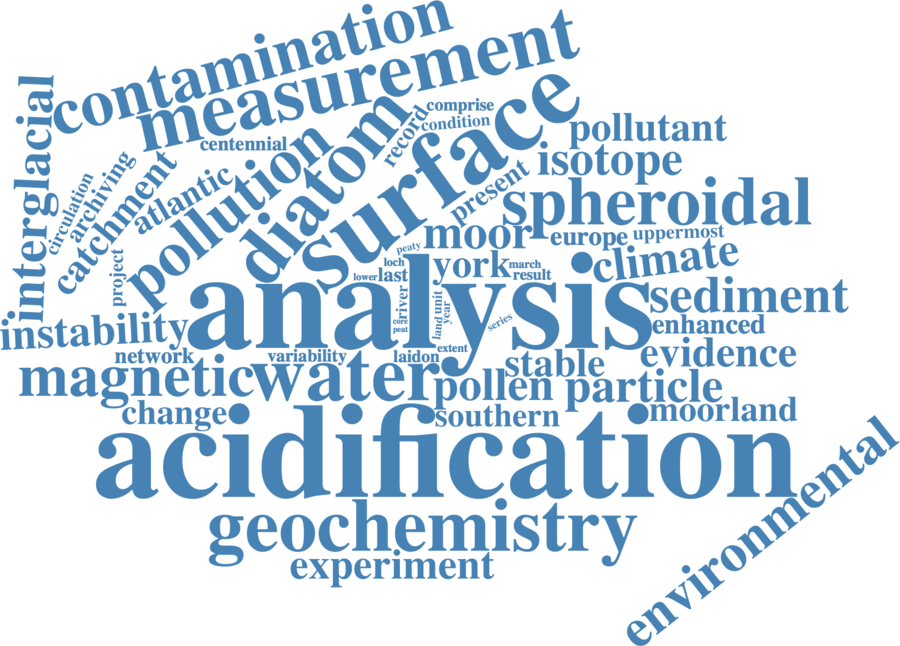 contamination
measurement
interglacial
centennial
comprise
condition
record
surface
diatom
pollution
atlantic
catchment
archiving
circulation
project
pollutant
isotope
present
spheroidal
moor
europe
uppermost
climate
peaty
loch
lower
last
york
march
result
river
core
peat
land
unit
year
series
extent
analysis
sediment
instability
enhanced
network
variability
laidon
stable
evidence
magnetic
water
pollen
particle
change
southern
moorland
acidification
environmental
geochemistry
experiment